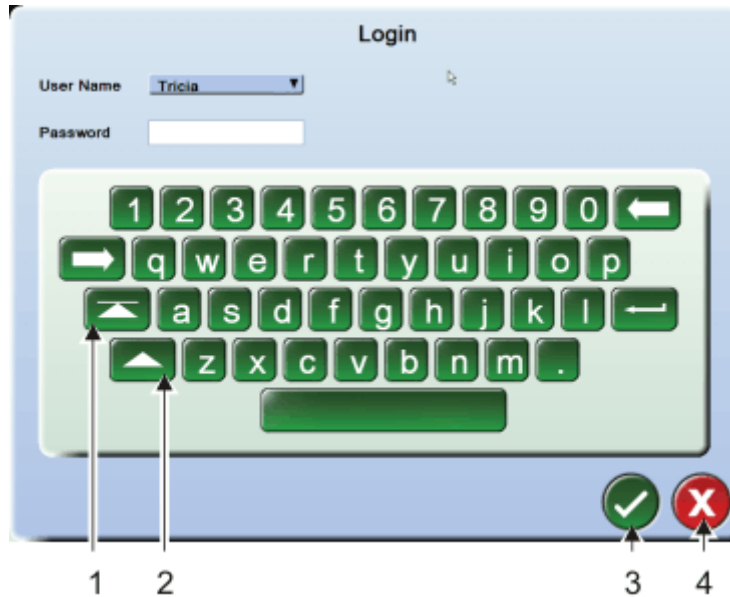 Login
User Name Tricia
Password
1 2 3 4 5 6 7 8 9 0
q w e r t y u i o p
a s d f g h j k l
z x c v b n m .
X
1 2 3 4